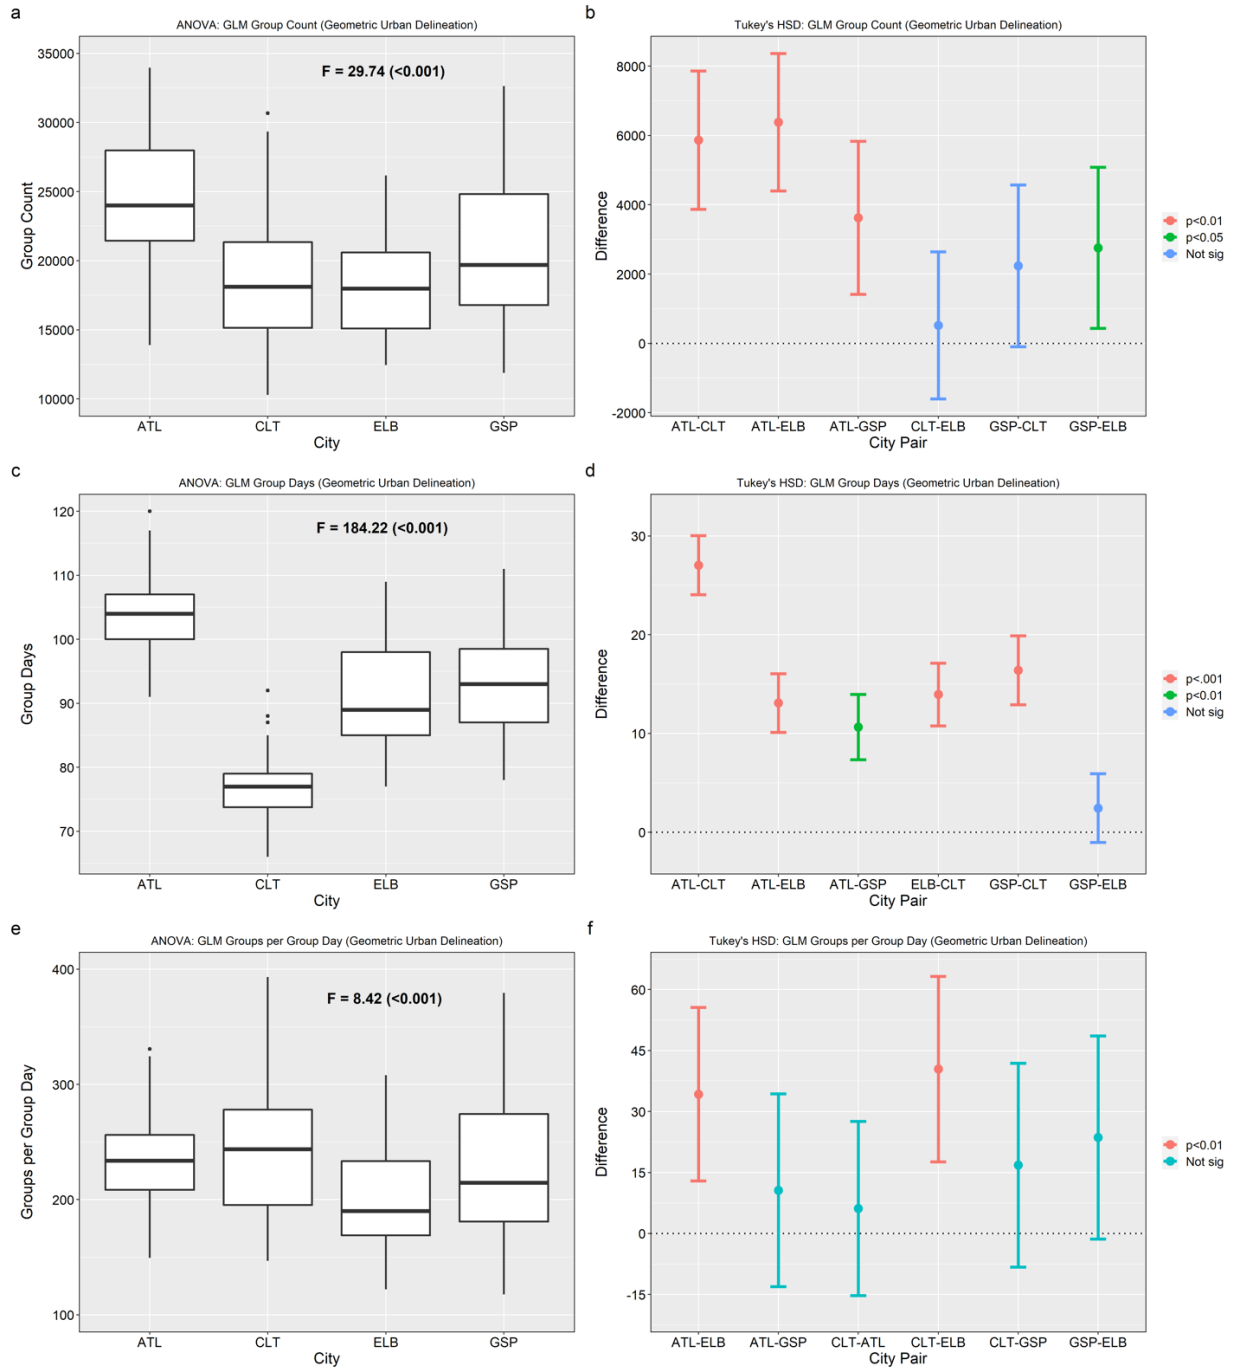 a
ANOVA: GLM Group Count (Geometric Urban Delineation)
F = 29.74 (<0.001)
Group Count
35000
30000
25000
20000
15000
10000
ATL CLT ELB GSP
City
b
Tukey's HSD: GLM Group Count (Geometric Urban Delineation)
Difference
8000
6000
4000
2000
0
-2000
ATL-CLT ATL-ELB ATL-GSP CLT-ELB GSP-CLT GSP-ELB
City Pair
p<0.01
p<0.05
Not sig
c
ANOVA: GLM Group Days (Geometric Urban Delineation)
F = 184.22 (<0.001)
Group Days
120
110
100
90
80
70
ATL CLT ELB GSP
City
d
Tukey's HSD: GLM Group Days (Geometric Urban Delineation)
Difference
30
20
10
0
ATL-CLT ATL-ELB ATL-GSP ELB-CLT GSP-CLT GSP-ELB
City Pair
p<.001
p<0.01
Not sig
e
ANOVA: GLM Groups per Group Day (Geometric Urban Delineation)
F = 8.42 (<0.001)
Groups per Group Day
400
300
200
100
ATL CLT ELB GSP
City
f
Tukey's HSD: GLM Groups per Group Day (Geometric Urban Delineation)
Difference
60
45
30
15
0
-15
ATL-ELB ATL-GSP CLT-ATL CLT-ELB CLT-GSP GSP-ELB
City Pair
p<0.01
Not sig